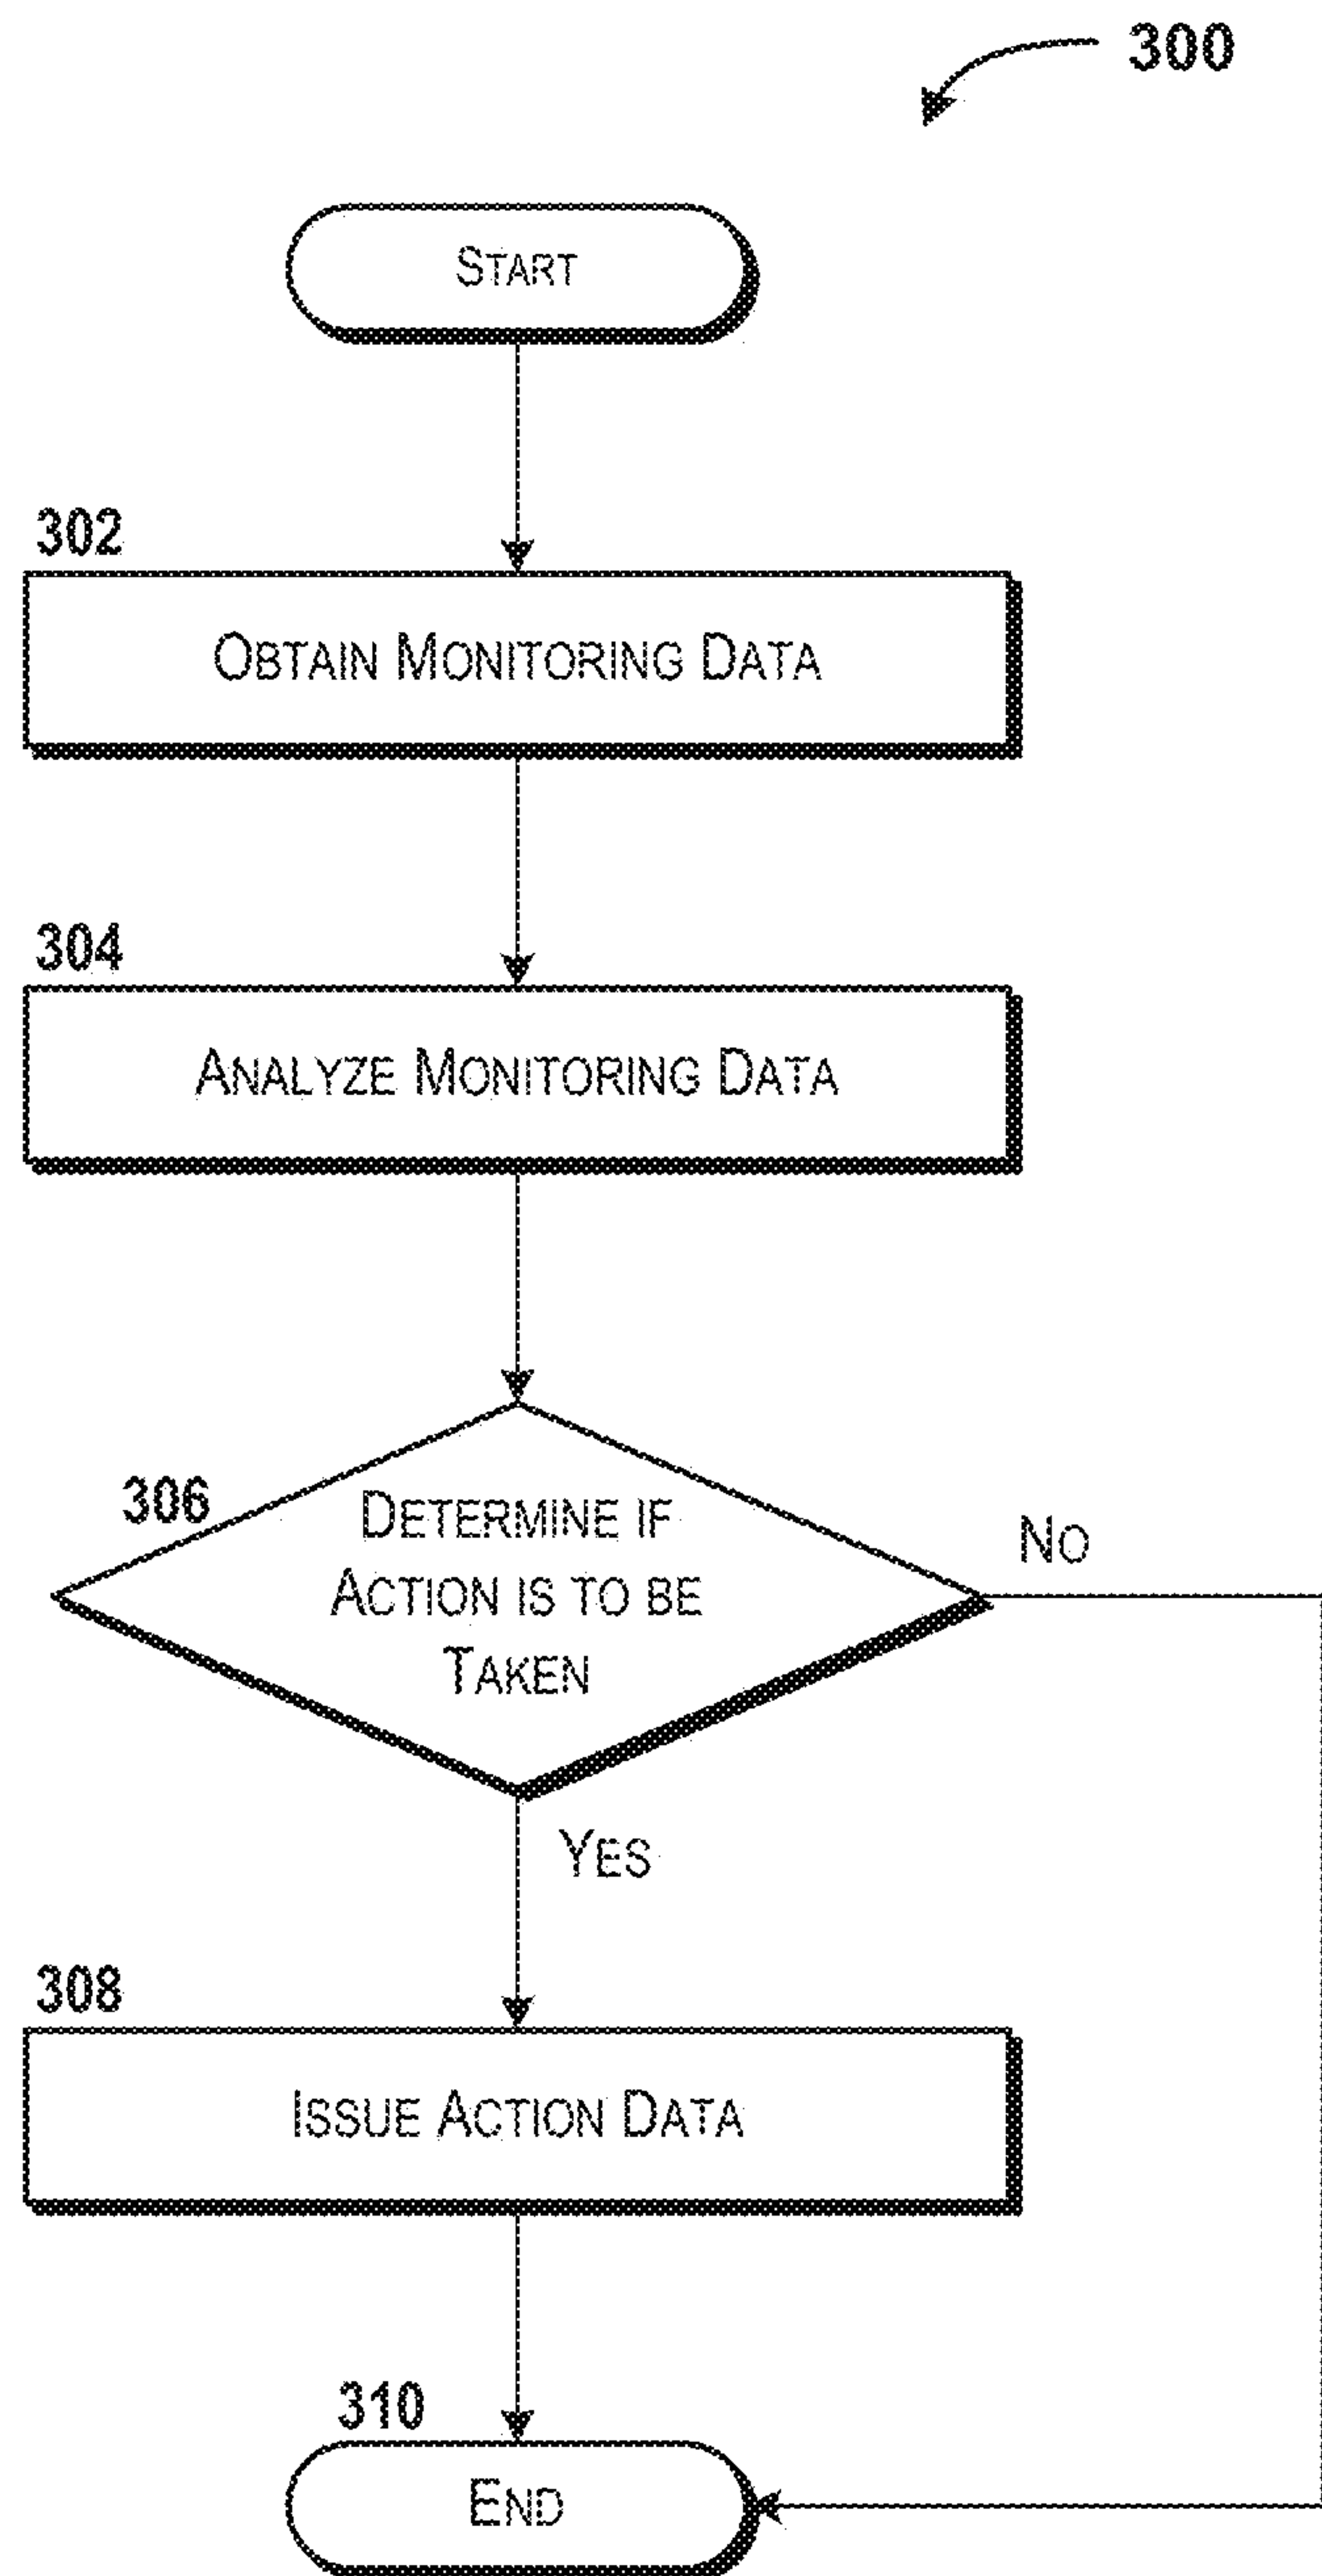 300
START
302
OBTAIN MONITORING DATA
304
ANALYZE MONITORING DATA
306
DETERMINE IF
ACTION IS TO BE
TAKEN
NO
YES
308
ISSUE ACTION DATA
310
END